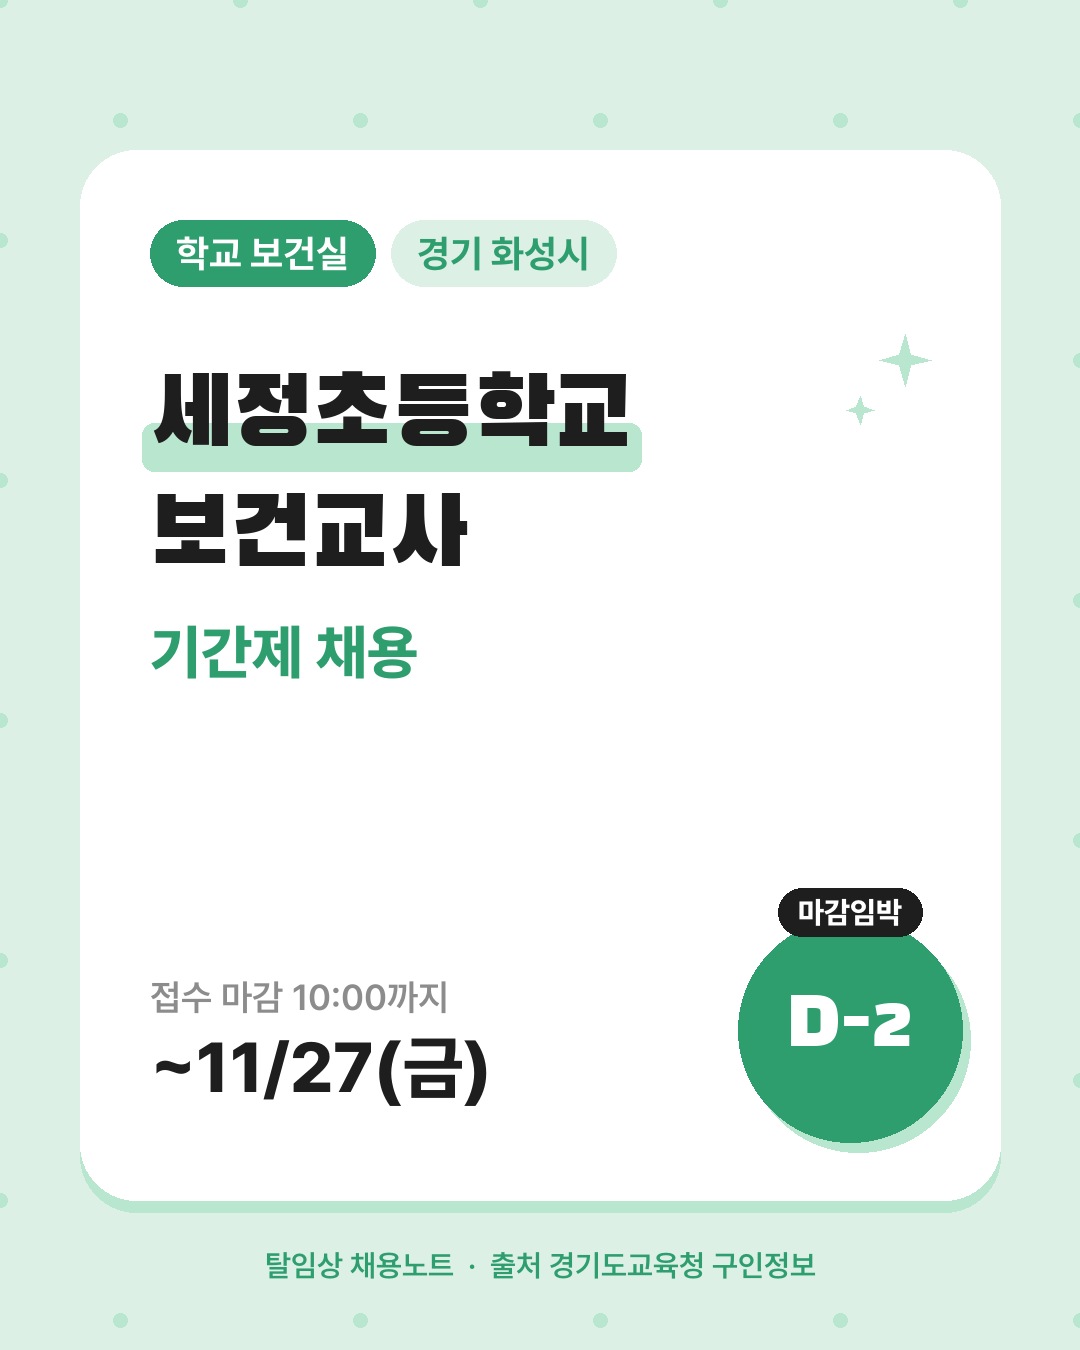 학교 보건실 경기 화성시
세정초등학교
보건교사
기간제 채용
마감임박
D-2
접수 마감 10:00까지
~11/27(금)
탈임상 채용노트 · 출처 경기도교육청 구인정보